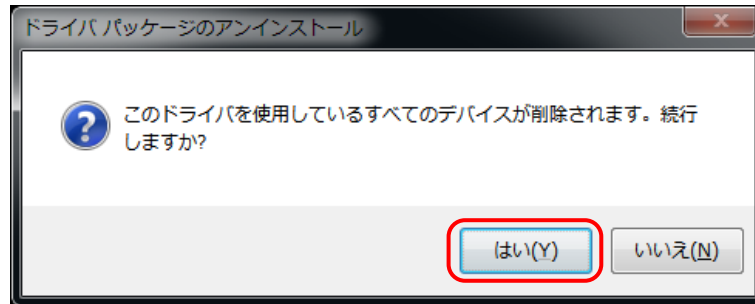 ドライバ パッケージのアンインストール
このドライバを使用しているすべてのデバイスが削除されます。続行
しますか?
はい(Y)
いいえ(N)